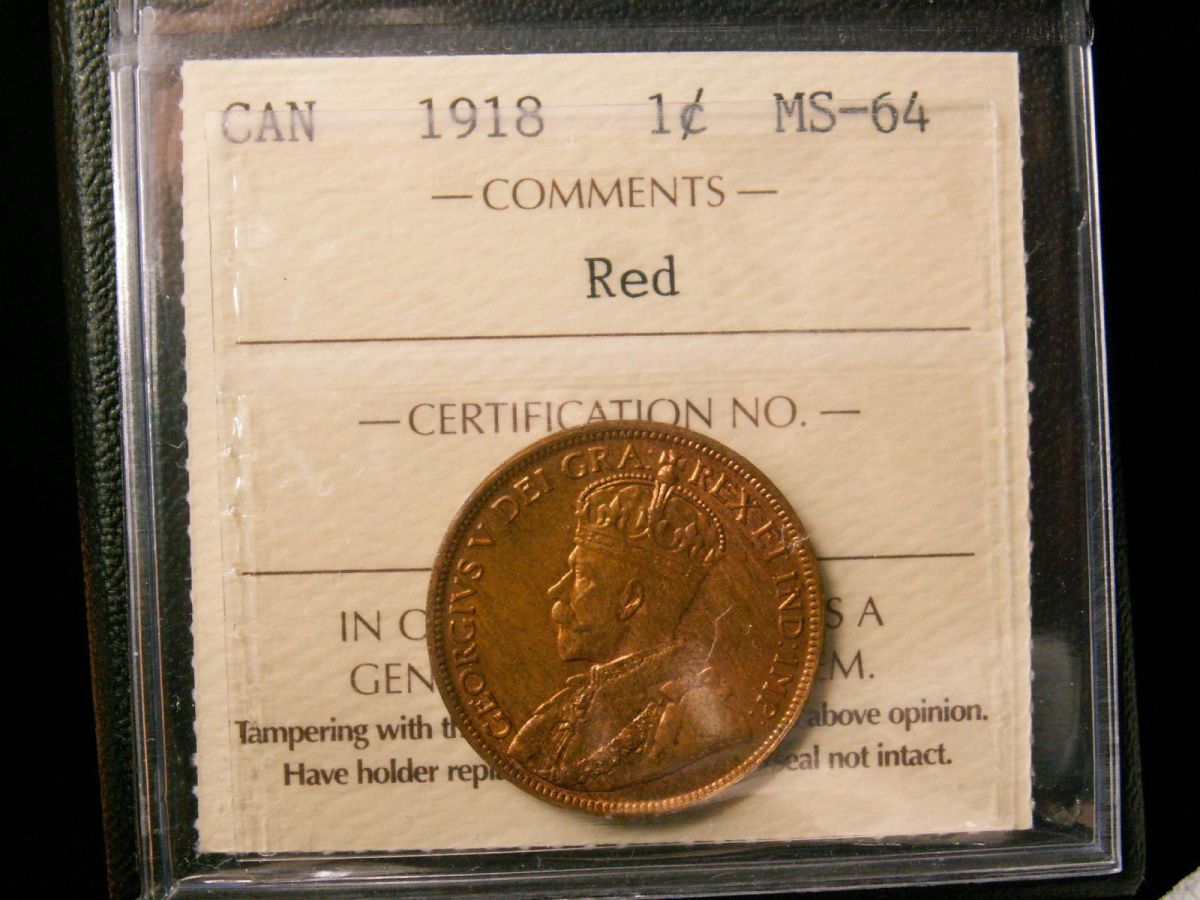 CAN 1918 1¢ MS-64
— COMMENTS —
Red
— CERTIFICATION NO. —
IN O S A
GEN EM.
Tampering with th above opinion.
Have holder repl seal not intact.
GEORGIVS V DEI GRA: REX ET IND:IMP: